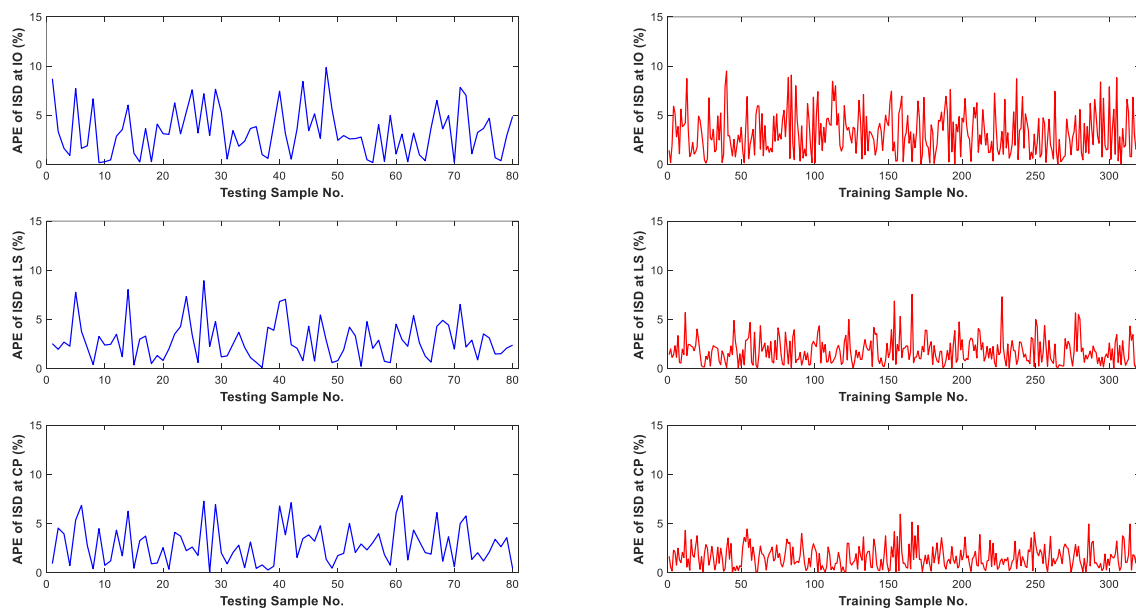 APE of ISD at IO (%)
15
10
5
0
0 10 20 30 40 50 60 70 80
Testing Sample No.
APE of ISD at IO (%)
15
10
5
0
0 50 100 150 200 250 300
Training Sample No.
APE of ISD at LS (%)
15
10
5
0
0 10 20 30 40 50 60 70 80
Testing Sample No.
APE of ISD at LS (%)
15
10
5
0
0 50 100 150 200 250 300
Training Sample No.
APE of ISD at CP (%)
15
10
5
0
0 10 20 30 40 50 60 70 80
Testing Sample No.
APE of ISD at CP (%)
15
10
5
0
0 50 100 150 200 250 300
Training Sample No.